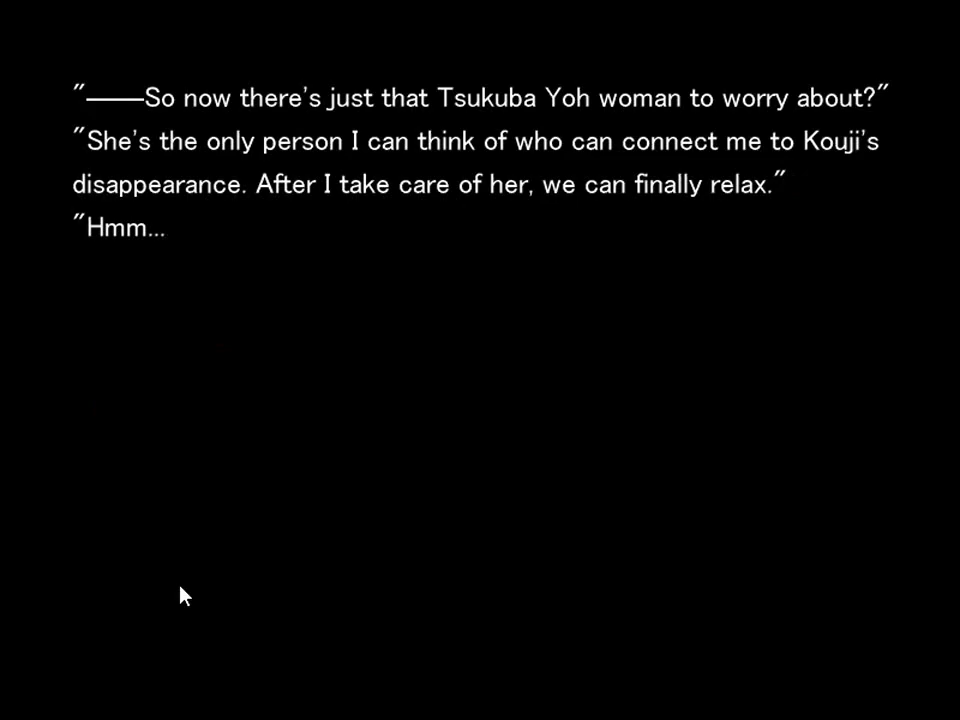 "———So now there's just that Tsukuba Yoh woman to worry about?"
"She's the only person I can think of who can connect me to Kouji's
disappearance. After I take care of her, we can finally relax."
"Hmm...